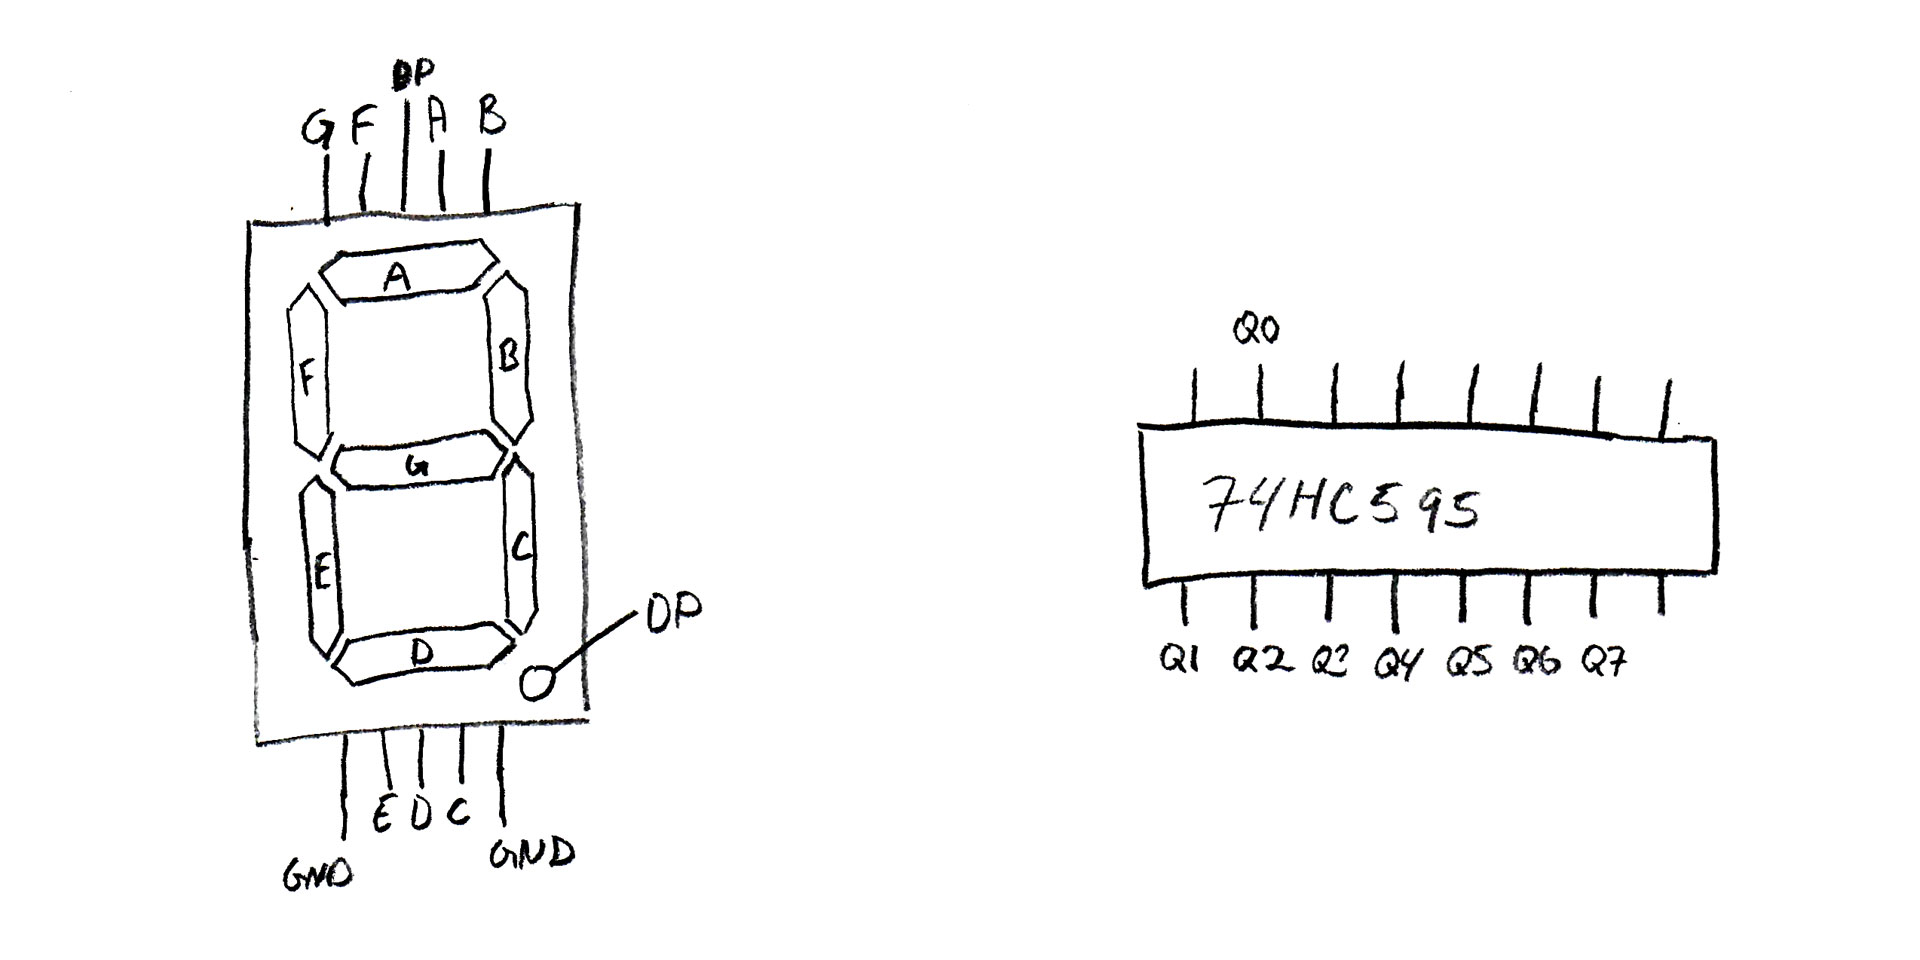 DP
G F A B
A
F B
G
E C
D
DP
E D C
GND GND
Q0
74HC595
Q1 Q2 Q3 Q4 Q5 Q6 Q7